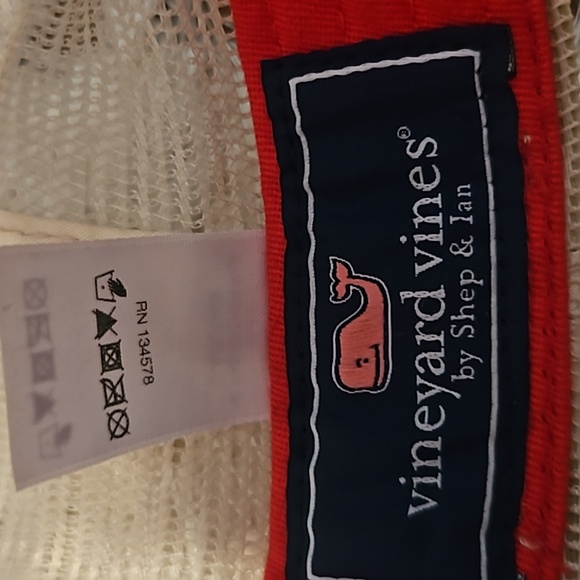 vineyard vines®
by Shep & Ian
RN 134578